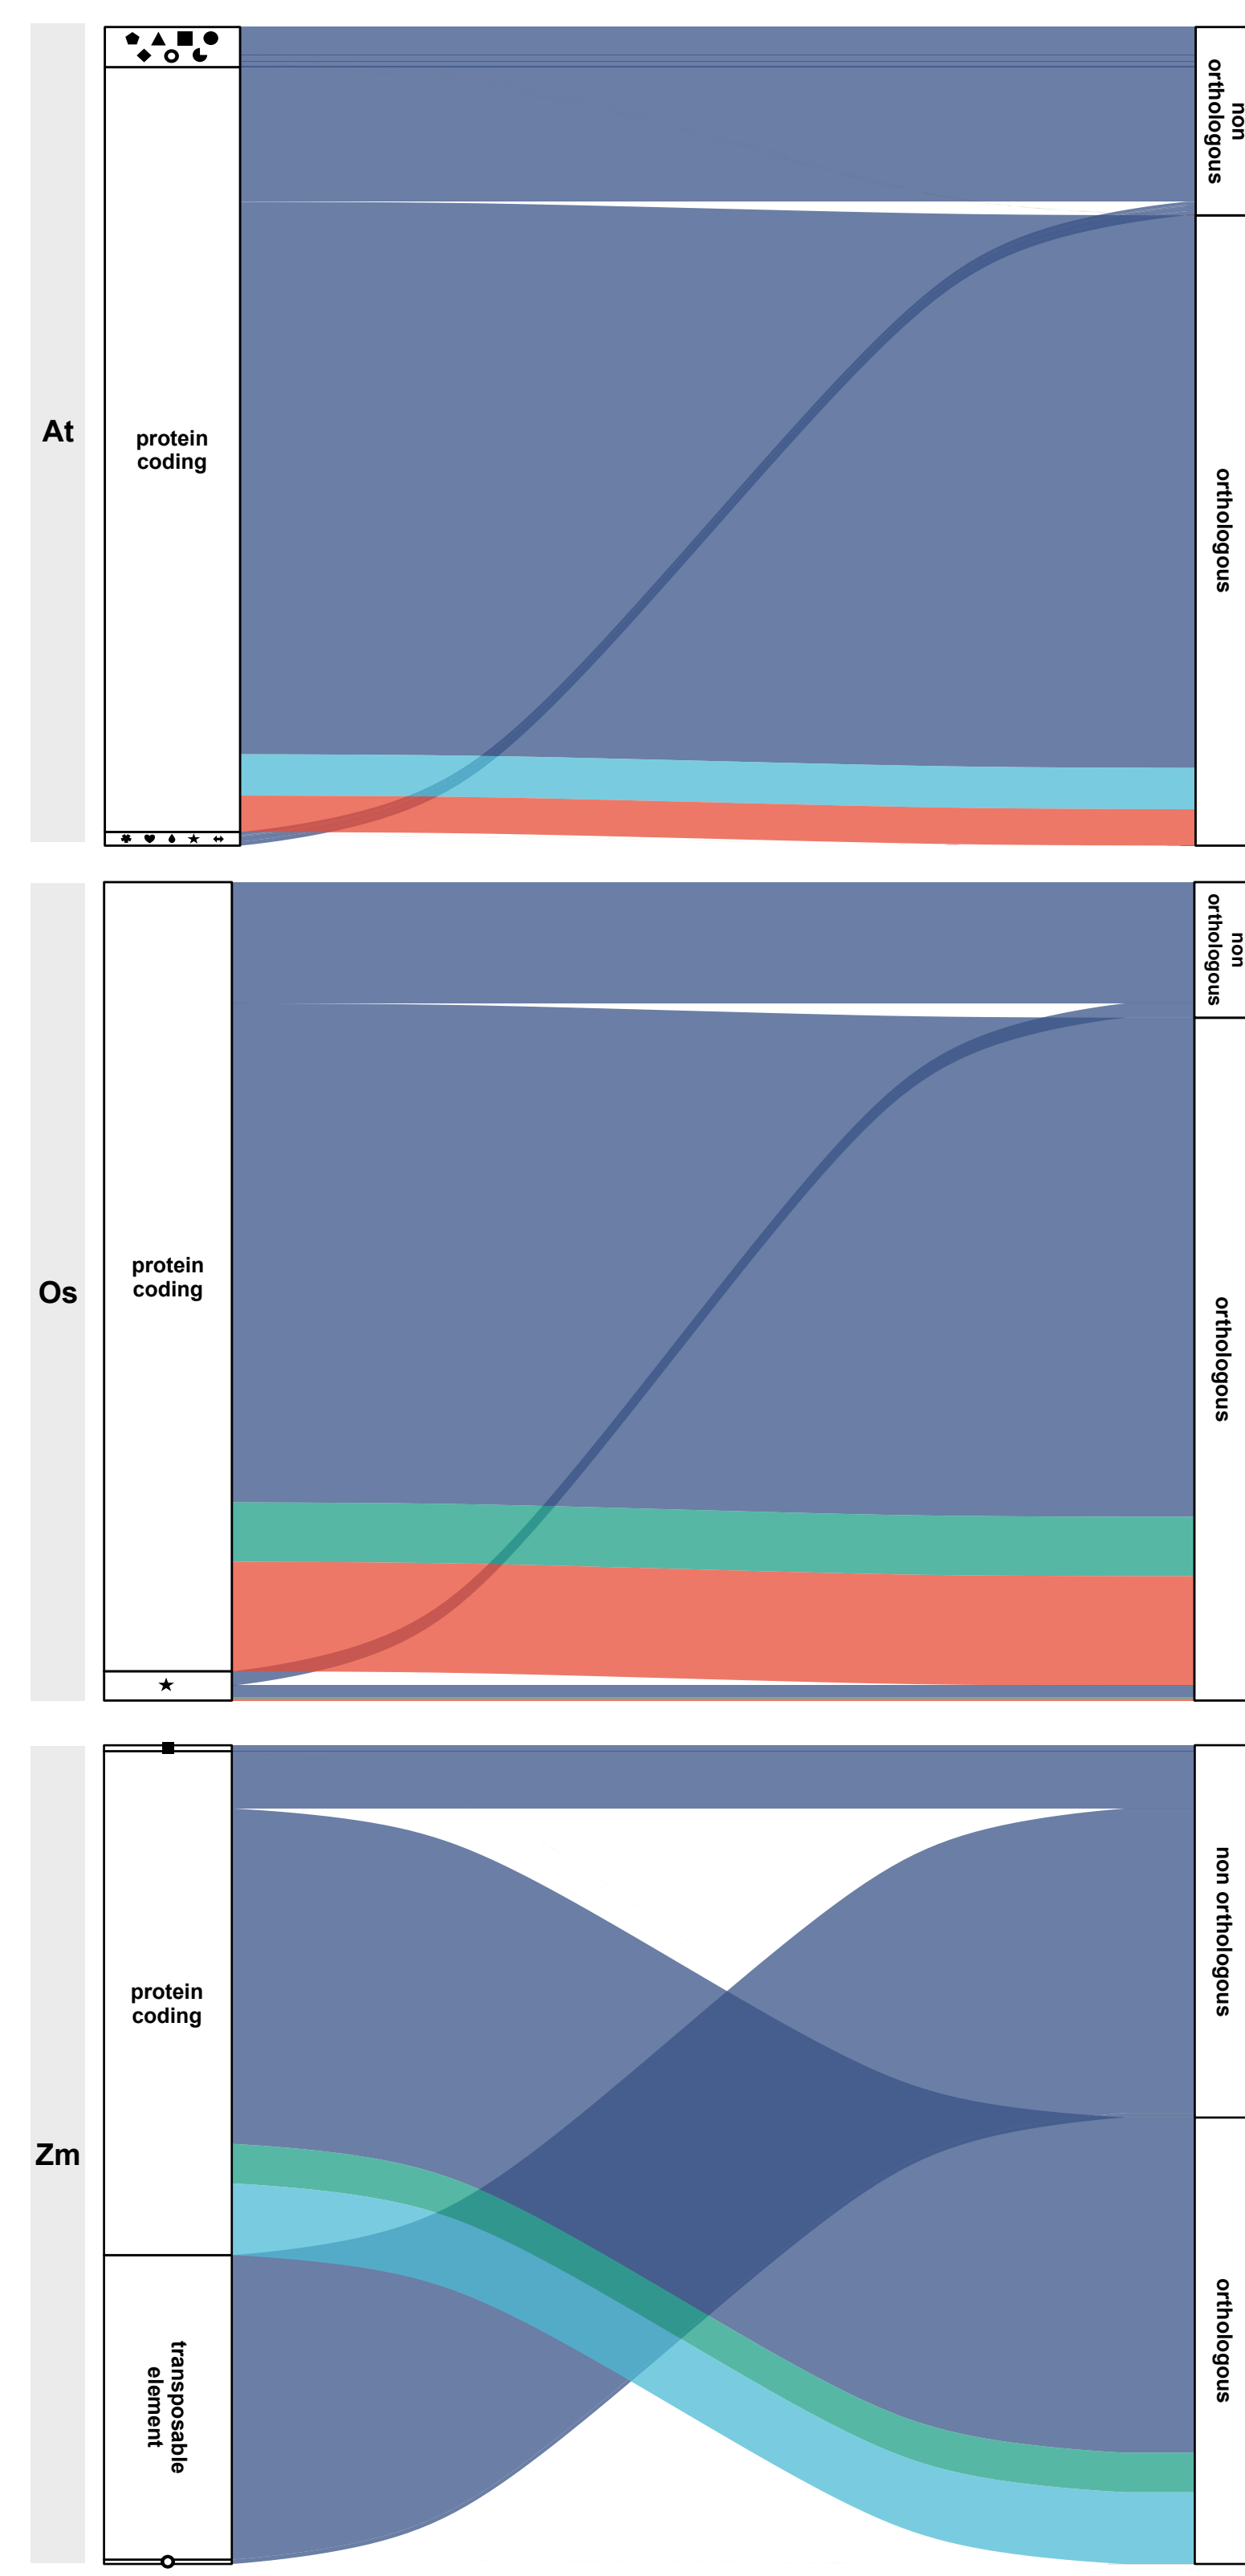 At
protein
coding
non
orthologous
orthologous
Os
protein
coding
non
orthologous
orthologous
Zm
protein
coding
transposable
element
non orthologous
orthologous